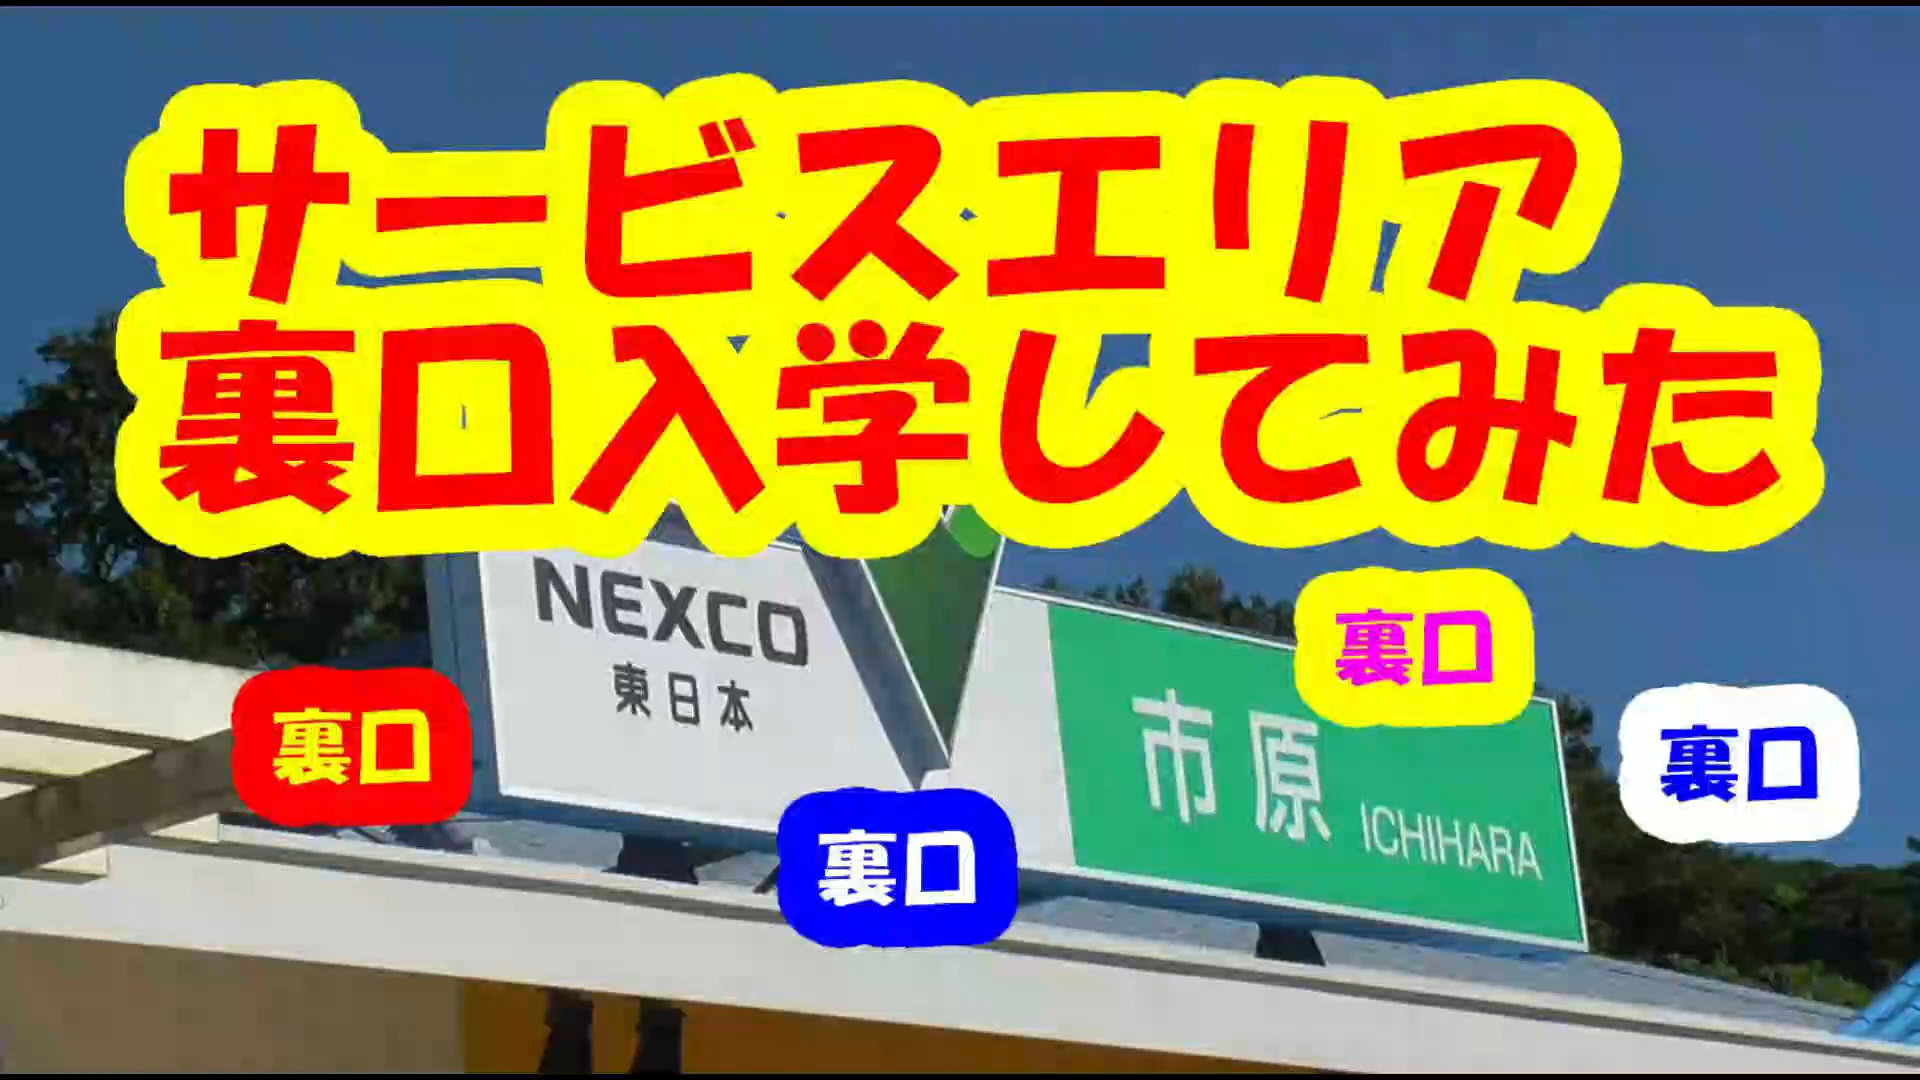 サービスエリア
裏口入学してみた
NEXCO
東日本
裏口
市原 ICHIHARA
裏口
裏口
裏口